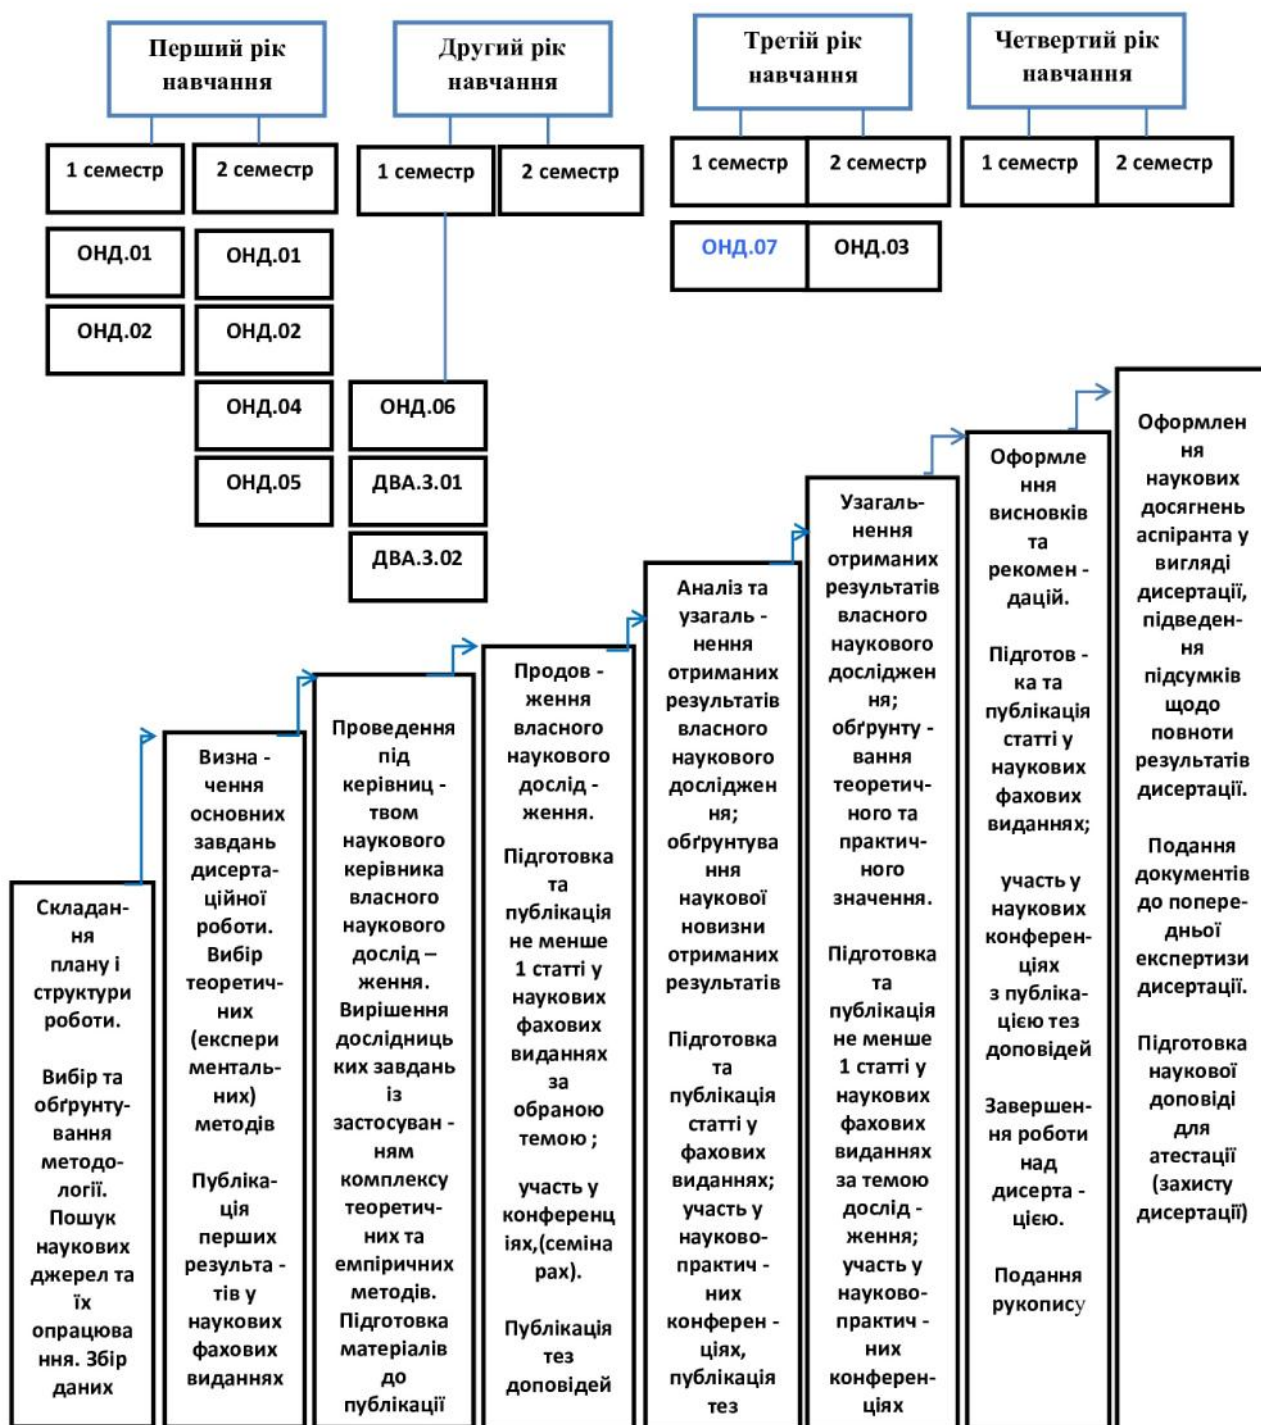 Перший рік
навчання
Другий рік
навчання
Третій рік
навчання
Четвертий рік
навчання
1 семестр
2 семестр
1 семестр
2 семестр
1 семестр
2 семестр
1 семестр
2 семестр
ОНД.01
ОНД.01
ОНД.07
ОНД.03
ОНД.02
ОНД.02
ОНД.04
ОНД.06
ОНД.05
ДВА.3.01
ДВА.3.02
Складан-
ня
плану і
структури
роботи.
Вибір та
обґрунту-
вання
методо-
логії.
Пошук
наукових
джерел та
їх
опрацюва
ння. Збір
даних
Визна - 
чення
основних
завдань
дисерта-
ційної
роботи.
Вибір
теоретич-
них
(експери
менталь-
них)
методів
Публіка-
ція
перших
результа -
тів у
наукових
фахових
виданнях
Проведення
під
керівниц -
твом
наукового
керівника
власного
наукового
дослід –
ження.
Вирішення
дослідниць
ких завдань
із
застосуван -
ням
комплексу
теоретич-
них та
емпіричних
методів.
Підготовка
матеріалів
до
публікації
Продов -
ження
власного
наукового
дослід -
ження.
Підготовка
та
публікація
не менше
1 статті у
наукових
фахових
виданнях
за
обраною
темою ;
участь у
конференц
іях,(семіна
рах).
Публікація
тез
доповідей
Аналіз та
узагаль -
нення
отриманих
результатів
власного
наукового
досліджен
ня;
обґрунтува
ння
наукової
новизни
отриманих
результатів
Підготовка
та
публікація
статті у
фахових
виданнях;
участь у
науково-
практич -
них
конферен -
ціях,
публікація
тез
Узагаль-
нення
отриманих
результатів
власного
наукового
досліджен
ня;
обґрунту -
вання
теоретич-
ного та
практич-
ного
значення.
Підготовка
та
публікація
не менше
1 статті у
наукових
фахових
виданнях
за темою
дослід -
ження;
участь у
науково-
практич -
них
конферен-
ціях
Оформле
ння
висновків
та
рекомен -
дацій.
Підготов -
ка та
публікація
статті у
наукових
фахових
виданнях;
участь у
наукових
конферен-
ціях
з публіка-
цією тез
доповідей
Завершен-
ня роботи
над
дисерта -
цією.
Подання
рукопису
Оформлен
ня
наукових
досягнень
аспіранта у
вигляді
дисертації,
підведен-
ня
підсумків
щодо
повноти
результатів
дисертації.
Подання
документів
до попере-
дньої
експертизи
дисертації.
Підготовка
наукової
доповіді
для
атестації
(захисту
дисертації)